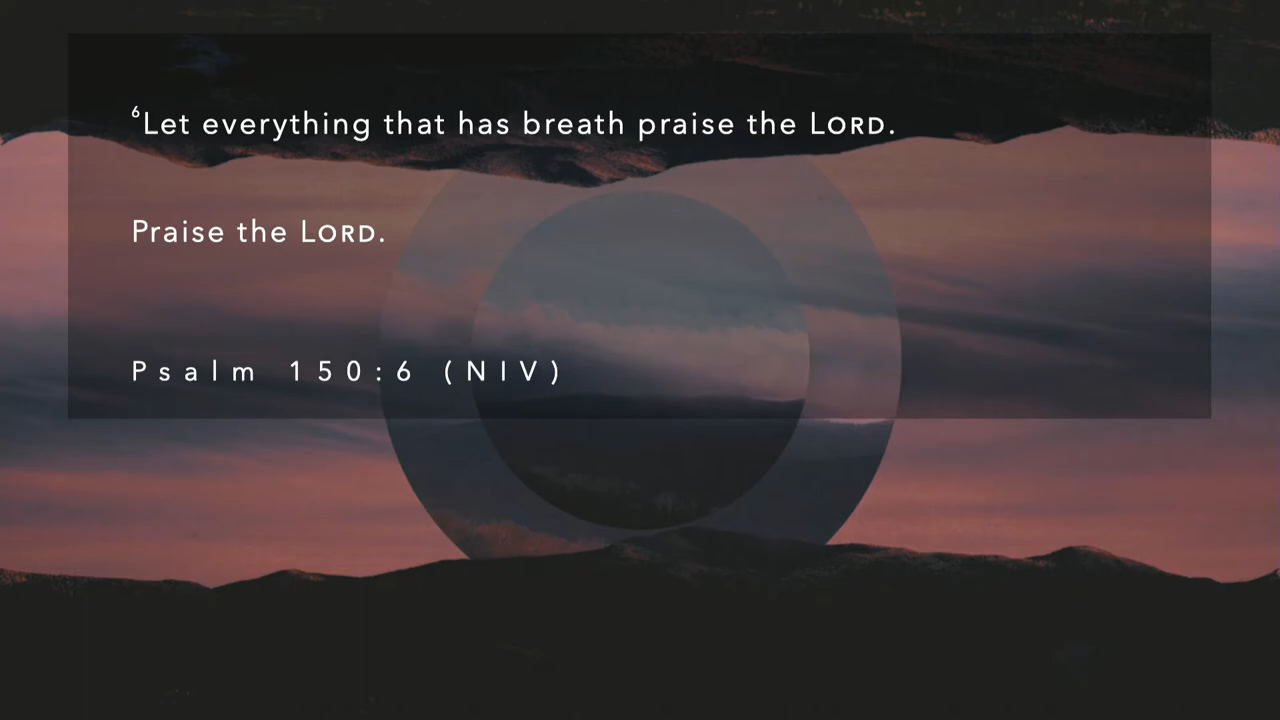 ⁶Let everything that has breath praise the LORD.
Praise the LORD.
Psalm 150:6 (NIV)